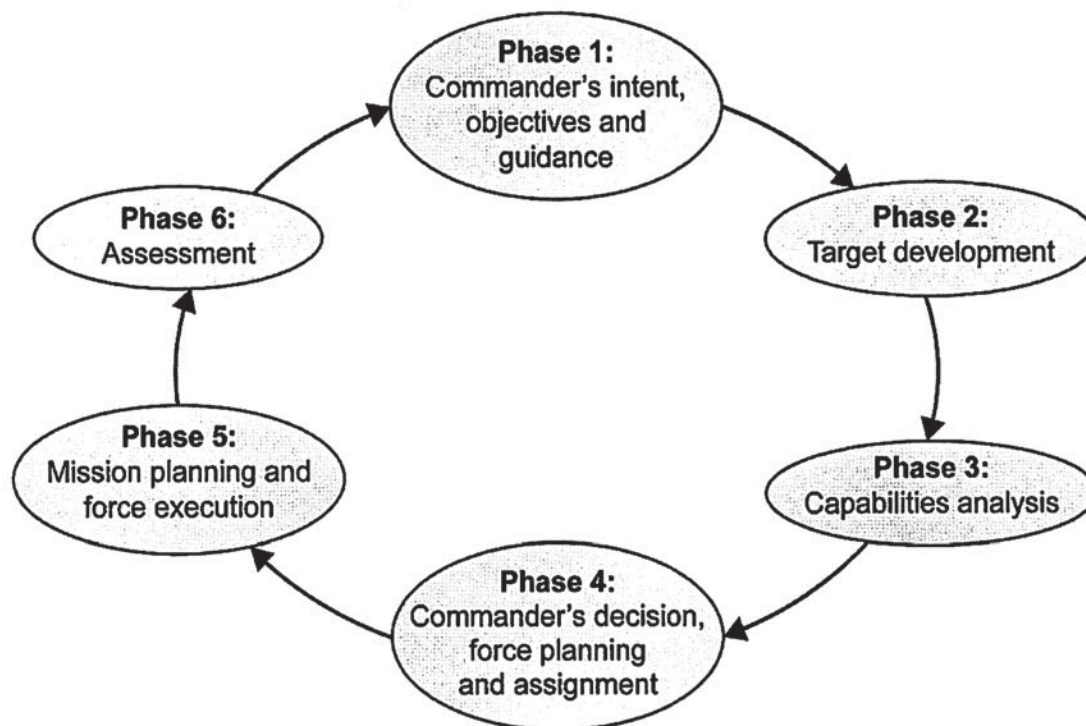 Phase 1:
Commander's intent,
objectives and
guidance
Phase 2:
Target development
Phase 3:
Capabilities analysis
Phase 4:
Commander's decision,
force planning
and assignment
Phase 5:
Mission planning and
force execution
Phase 6:
Assessment